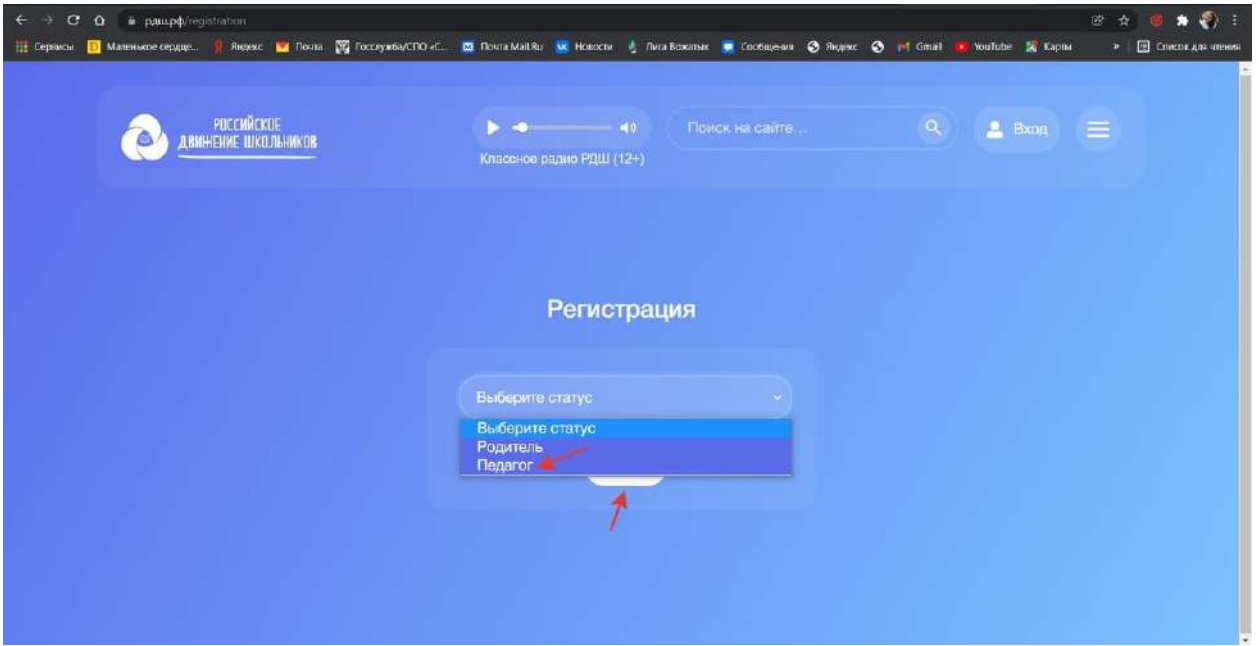 рдш.рф/registration
Сервисы Маленькое сердце... Яндекс Почта Госслужба/СПО «С... Почта Mail.Ru Новости Лига Вожатых Сообщения Яндекс Gmail YouTube Карты » Список для чтения
РОССИЙСКОЕ
ДВИЖЕНИЕ ШКОЛЬНИКОВ
Поиск на сайте...
Вход
Классное радио РДШ (12+)
Регистрация
Выберите статус
Выберите статус
Родитель
Педагог